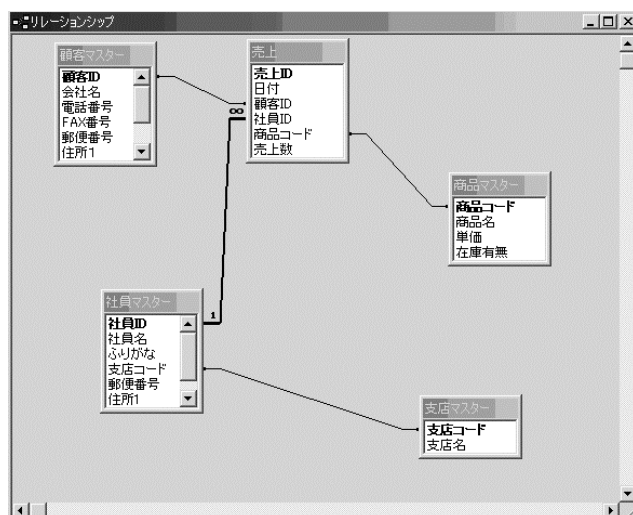 リレーションシップ
顧客マスター
顧客ID
会社名
電話番号
FAX番号
郵便番号
住所1
売上
売上ID
日付
顧客ID
社員ID
商品コード
売上数
∞
商品マスター
商品コード
商品名
単価
在庫有無
社員マスター
社員ID
社員名
ふりがな
支店コード
郵便番号
住所1
1
支店マスター
支店コード
支店名